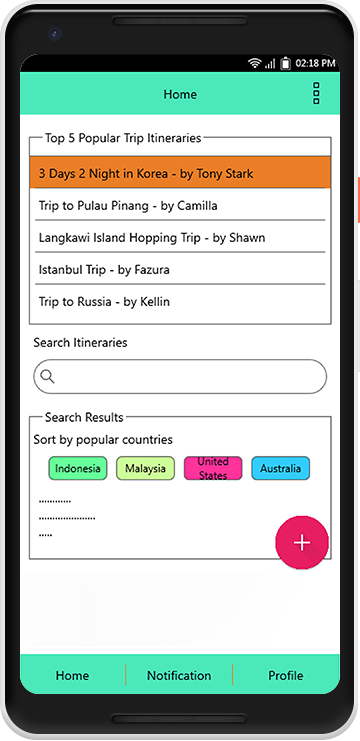 02:18 PM
Home
Top 5 Popular Trip Itineraries
3 Days 2 Night in Korea - by Tony Stark
Trip to Pulau Pinang - by Camilla
Langkawi Island Hopping Trip - by Shawn
Istanbul Trip - by Fazura
Trip to Russia - by Kellin
Search Itineraries
Search Results
Sort by popular countries
Indonesia Malaysia United States Australia
............
.....................
.....
Home Notification Profile